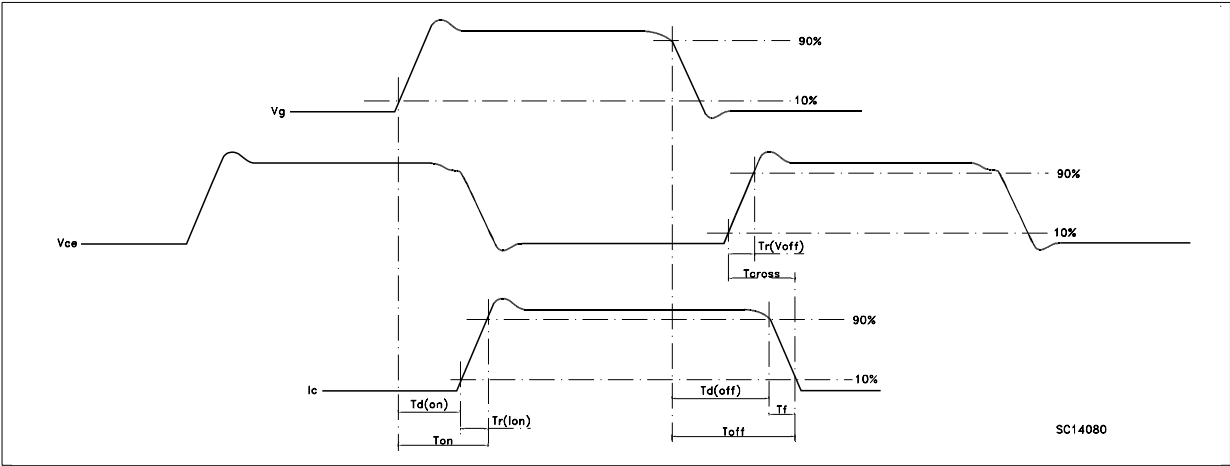 90%
Vg
10%
90%
Vce
10%
Tr(Voff)
Tcross
90%
Ic
10%
Td(on)
Td(off)
Tr(Ion)
Tf
Ton
Toff
SC14080